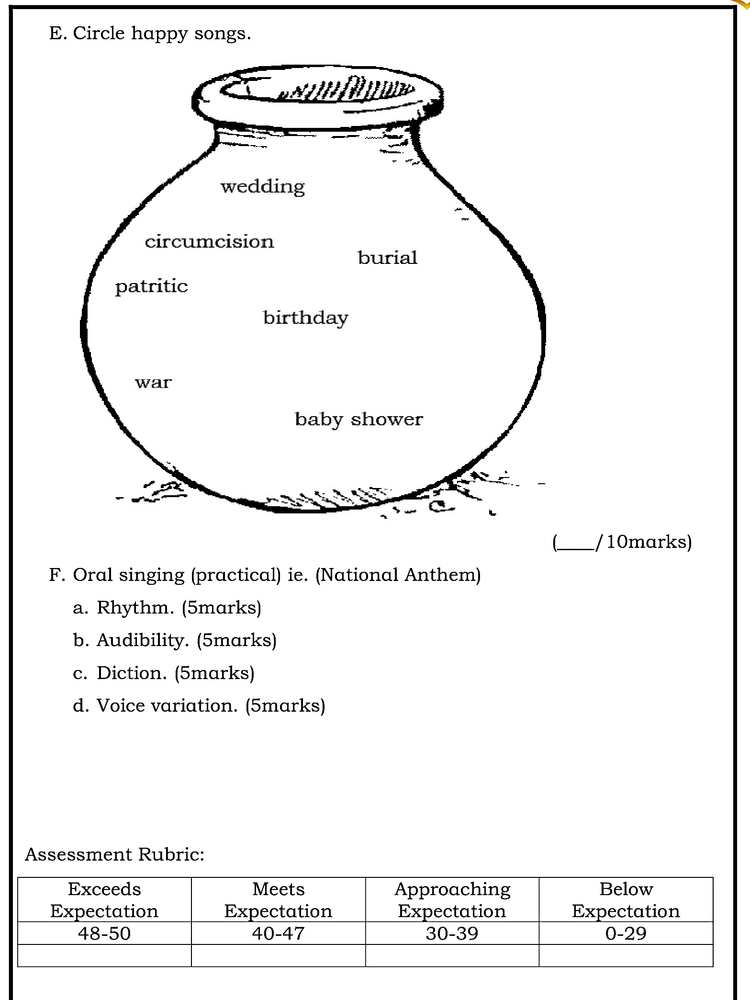 E. Circle happy songs.
wedding
circumcision
burial
patritic
birthday
war
baby shower
(____/10marks)
F. Oral singing (practical) ie. (National Anthem)
a. Rhythm. (5marks)
b. Audibility. (5marks)
c. Diction. (5marks)
d. Voice variation. (5marks)
Assessment Rubric:
Exceeds Expectation | Meets Expectation | Approaching Expectation | Below Expectation
48-50 | 40-47 | 30-39 | 0-29